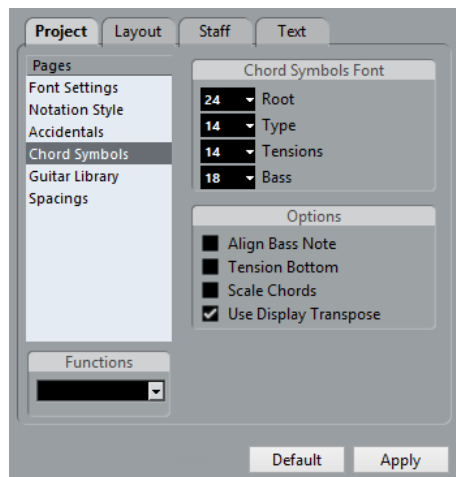 Project Layout Staff Text
Pages
Font Settings
Notation Style
Accidentals
Chord Symbols
Guitar Library
Spacings
Functions
Chord Symbols Font
24 Root
14 Type
14 Tensions
18 Bass
Options
Align Bass Note
Tension Bottom
Scale Chords
Use Display Transpose
Default Apply